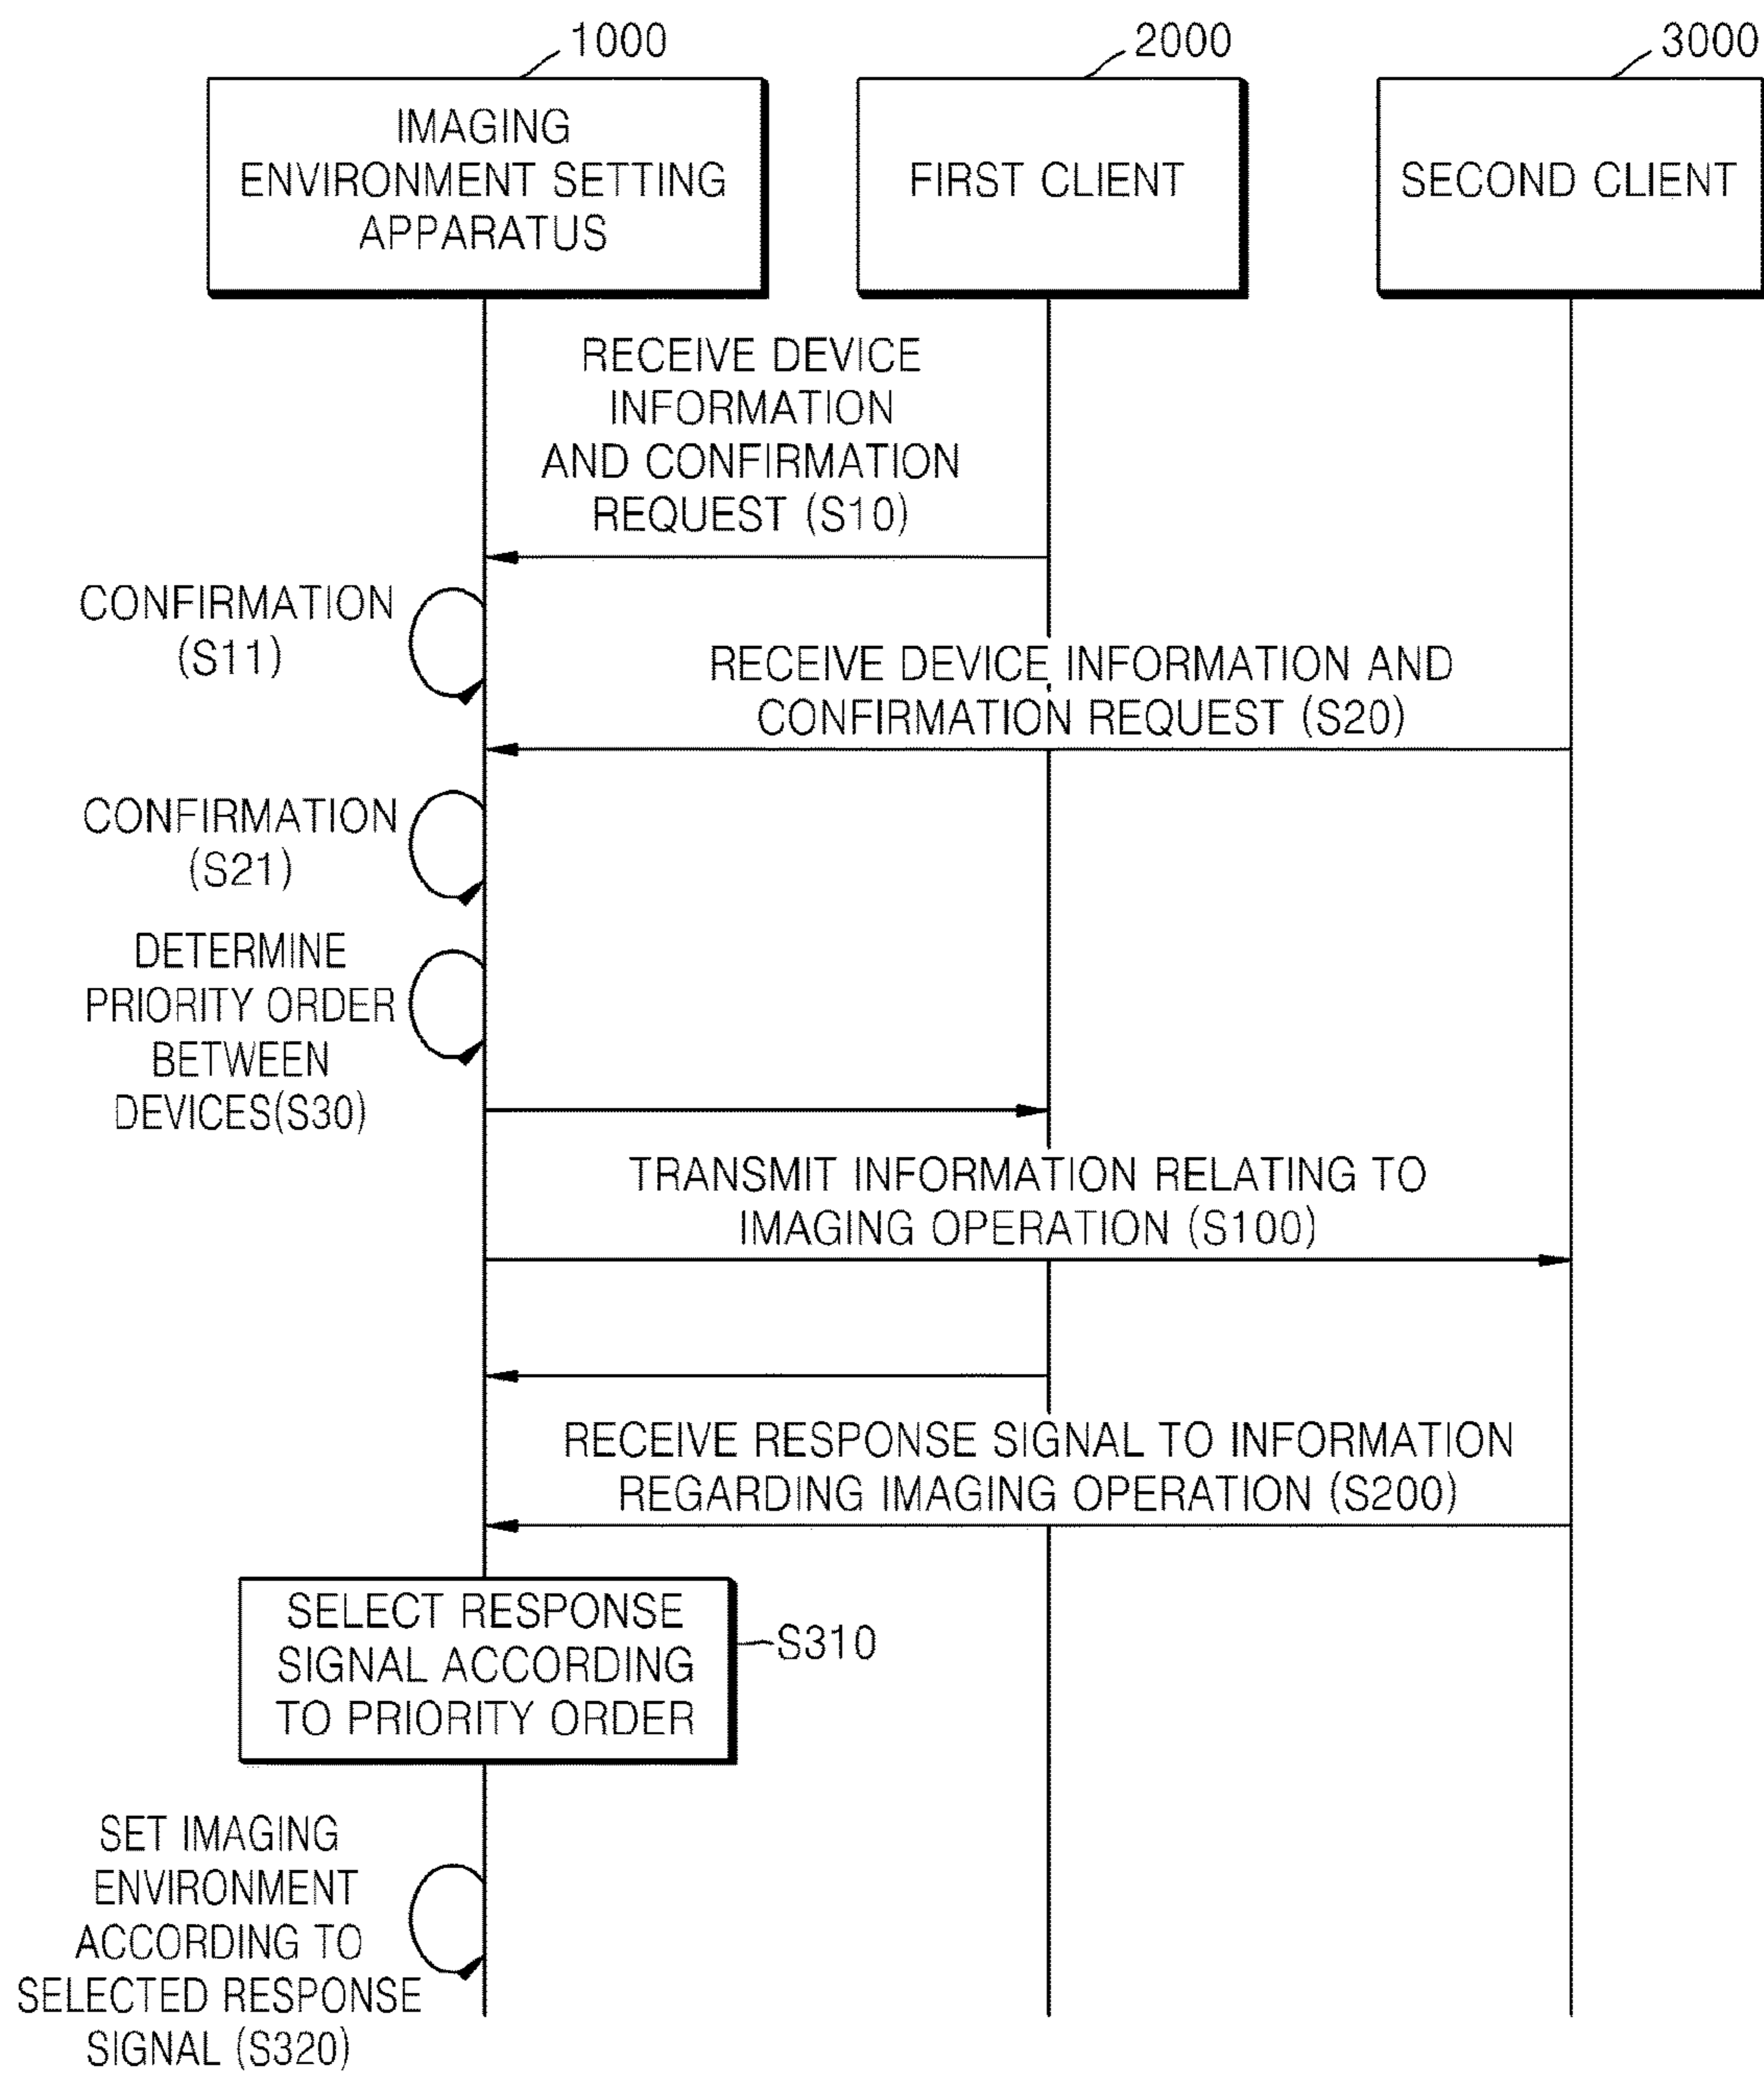 1000
2000
3000
IMAGING
ENVIRONMENT SETTING
APPARATUS
FIRST CLIENT
SECOND CLIENT
RECEIVE DEVICE
INFORMATION
AND CONFIRMATION
REQUEST (S10)
CONFIRMATION
(S11)
RECEIVE DEVICE INFORMATION AND
CONFIRMATION REQUEST (S20)
CONFIRMATION
(S21)
DETERMINE
PRIORITY ORDER
BETWEEN
DEVICES(S30)
TRANSMIT INFORMATION RELATING TO
IMAGING OPERATION (S100)
RECEIVE RESPONSE SIGNAL TO INFORMATION
REGARDING IMAGING OPERATION (S200)
SELECT RESPONSE
SIGNAL ACCORDING
TO PRIORITY ORDER
S310
SET IMAGING
ENVIRONMENT
ACCORDING TO
SELECTED RESPONSE
SIGNAL (S320)